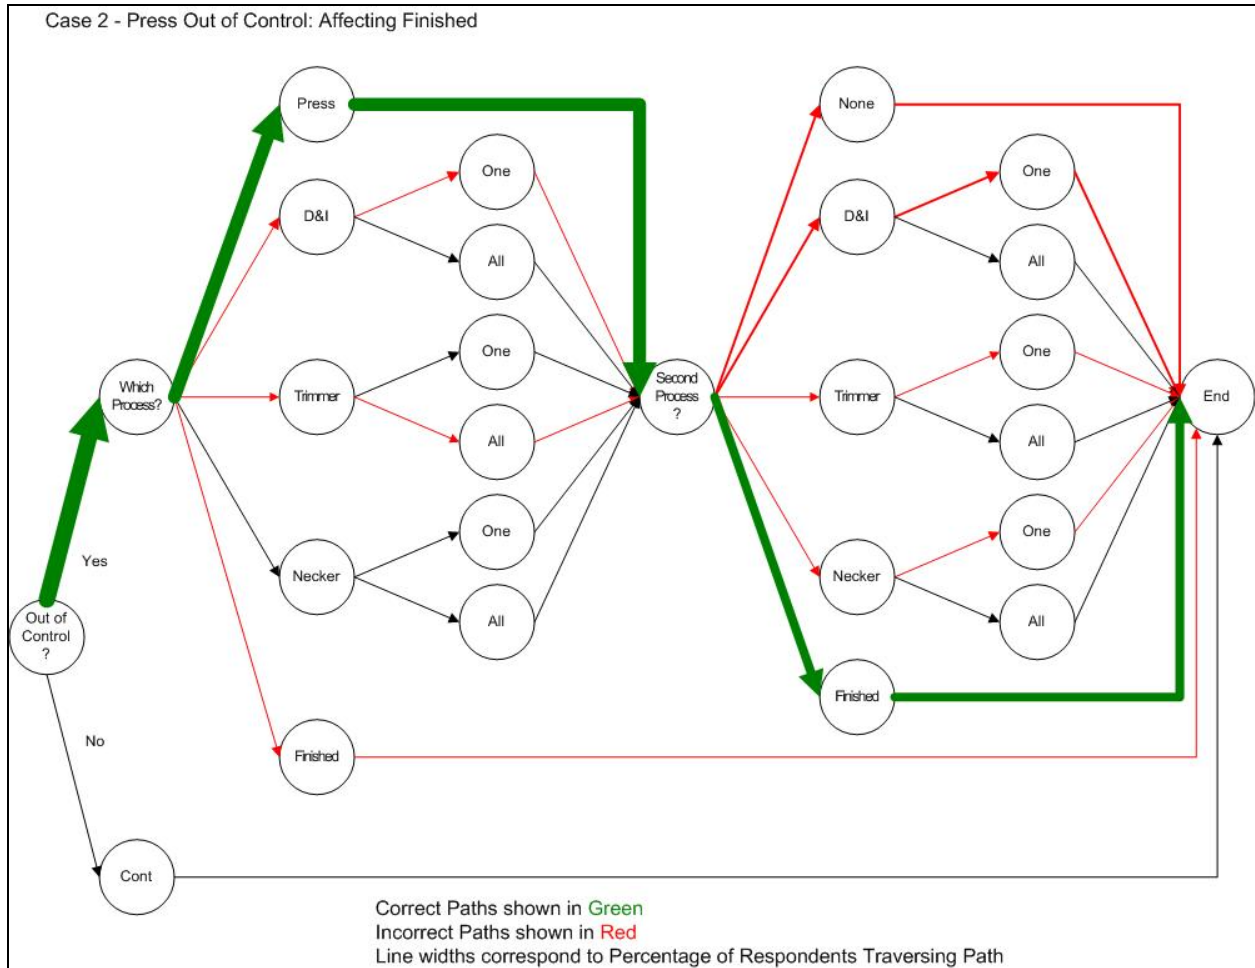 Case 2 - Press Out of Control: Affecting Finished
Press
None
One
One
D&I
D&I
All
All
One
One
Which
Process?
Trimmer
Second
Process
?
Trimmer
End
All
All
One
One
Yes
Necker
Necker
All
All
Out of
Control
?
Finished
No
Finished
Cont
Correct Paths shown in Green
Incorrect Paths shown in Red
Line widths correspond to Percentage of Respondents Traversing Path